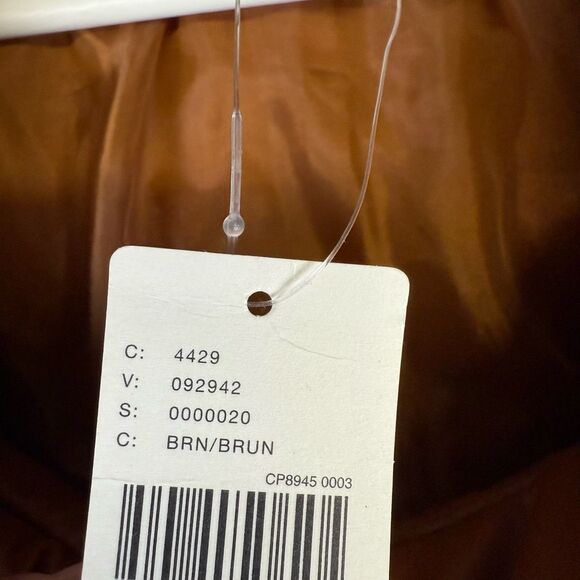 C: 4429
V: 092942
S: 0000020
C: BRN/BRUN
CP8945 0003